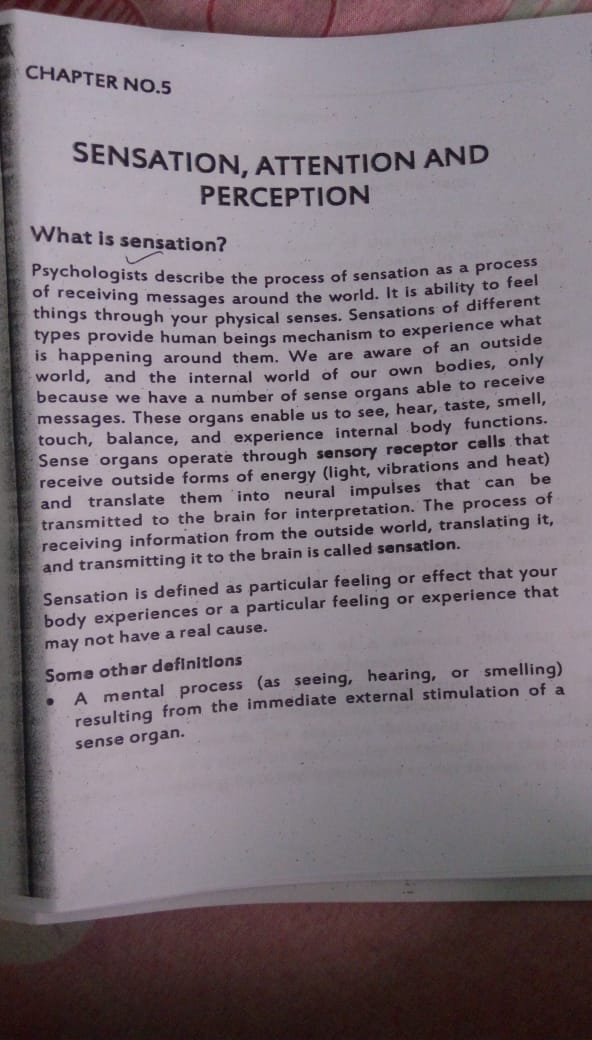 CHAPTER NO.5
SENSATION, ATTENTION AND
PERCEPTION
What is sensation?
Psychologists describe the process of sensation as a process
of receiving messages around the world. It is ability to feel
things through your physical senses. Sensations of different
types provide human beings mechanism to experience what
is happening around them. We are aware of an outside
world, and the internal world of our own bodies, only
because we have a number of sense organs able to receive
messages. These organs enable us to see, hear, taste, smell,
touch, balance, and experience internal body functions.
Sense organs operate through sensory receptor cells that
receive outside forms of energy (light, vibrations and heat)
and translate them into neural impulses that can be
transmitted to the brain for interpretation. The process of
receiving information from the outside world, translating it,
and transmitting it to the brain is called sensation.
Sensation is defined as particular feeling or effect that your
body experiences or a particular feeling or experience that
may not have a real cause.
Some other definitions
• A mental process (as seeing, hearing, or smelling)
resulting from the immediate external stimulation of a
sense organ.